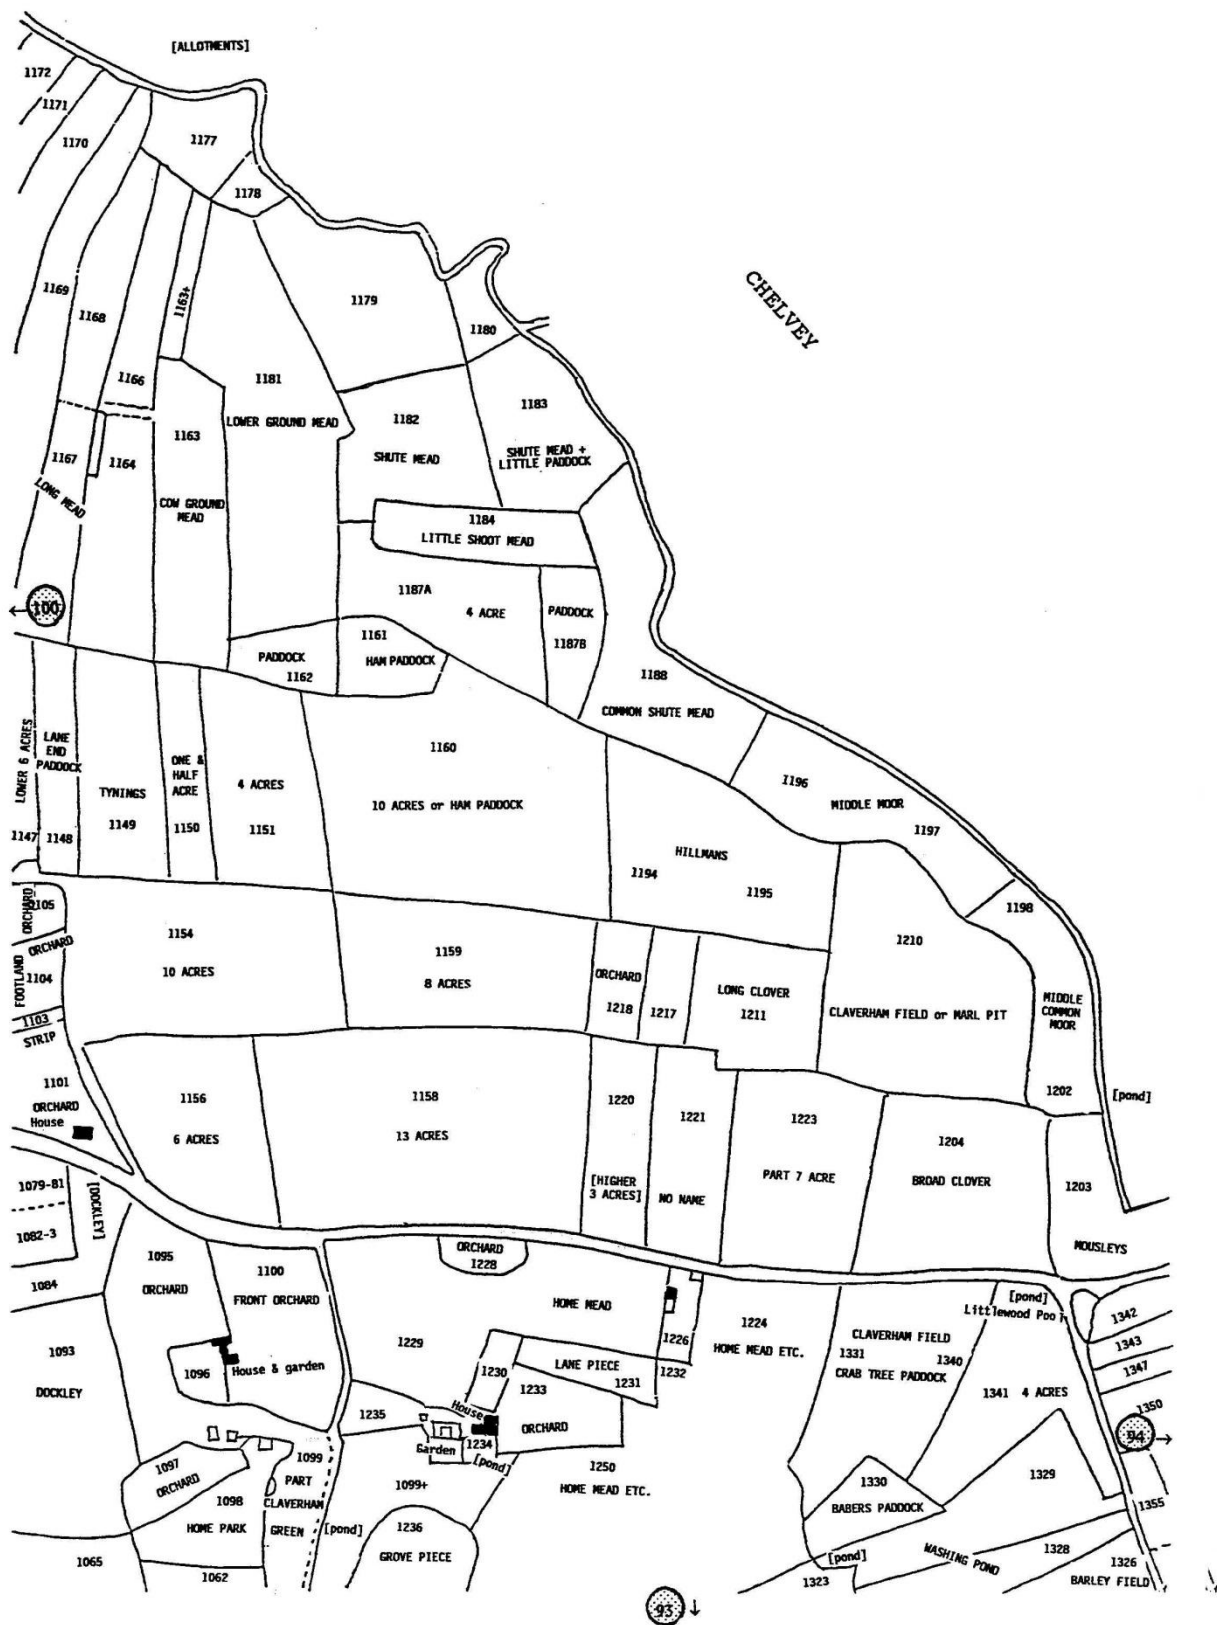 [ALLOTMENTS]
1172
1171
1170
1177
1178
CHELVEY
1169
1168
1163+
1179
1180
1166
1181
LOWER GROUND MEAD
1182
SHUTE MEAD
1183
SHUTE MEAD +
LITTLE PADDOCK
1163
COW GROUND
MEAD
1167
1164
LONG MEAD
1184
LITTLE SHOOT MEAD
← 100
1187A
4 ACRE
PADDOCK
1187B
1161
HAM PADDOCK
PADDOCK
1162
1188
COMMON SHUTE MEAD
LOWER 6 ACRES
1147
LANE
END
PADDOCK
1148
TYNINGS
1149
ONE &
HALF
ACRE
1150
4 ACRES
1151
1160
10 ACRES or HAM PADDOCK
1196
MIDDLE MOOR
1197
HILLMANS
1194
1195
1198
ORCHARD
1105
ORCHARD
FOOTLAND
1104
1103
STRIP
1154
10 ACRES
1159
8 ACRES
ORCHARD
1218
1217
LONG CLOVER
1211
1210
CLAVERHAM FIELD or MARL PIT
MIDDLE
COMMON
MOOR
1202
[pond]
1101
ORCHARD
House
1156
6 ACRES
1158
13 ACRES
1220
[HIGHER
3 ACRES]
1221
NO NAME
1223
PART 7 ACRE
1204
BROAD CLOVER
1203
MOUSLEYS
1079-81
1082-3
[DOCKLEY]
1084
1095
ORCHARD
1100
FRONT ORCHARD
ORCHARD
1228
HOME MEAD
1229
1226
1224
HOME MEAD ETC.
[pond]
Littlewood Pool
CLAVERHAM FIELD
1331
1340
CRAB TREE PADDOCK
1342
1343
1347
1350
1341 4 ACRES
1093
DOCKLEY
1096
House & garden
1230
LANE PIECE
1231
1232
1233
ORCHARD
1235
House
1234
Garden
[pond]
94 →
1097
ORCHARD
1099
PART
CLAVERHAM
GREEN
1098
HOME PARK
[pond]
1099+
1250
HOME MEAD ETC.
1330
BABERS PADDOCK
1329
1355
1236
GROVE PIECE
1065
1062
[pond]
1323
WASHING POND
1328
1326
BARLEY FIELD
93 ↓